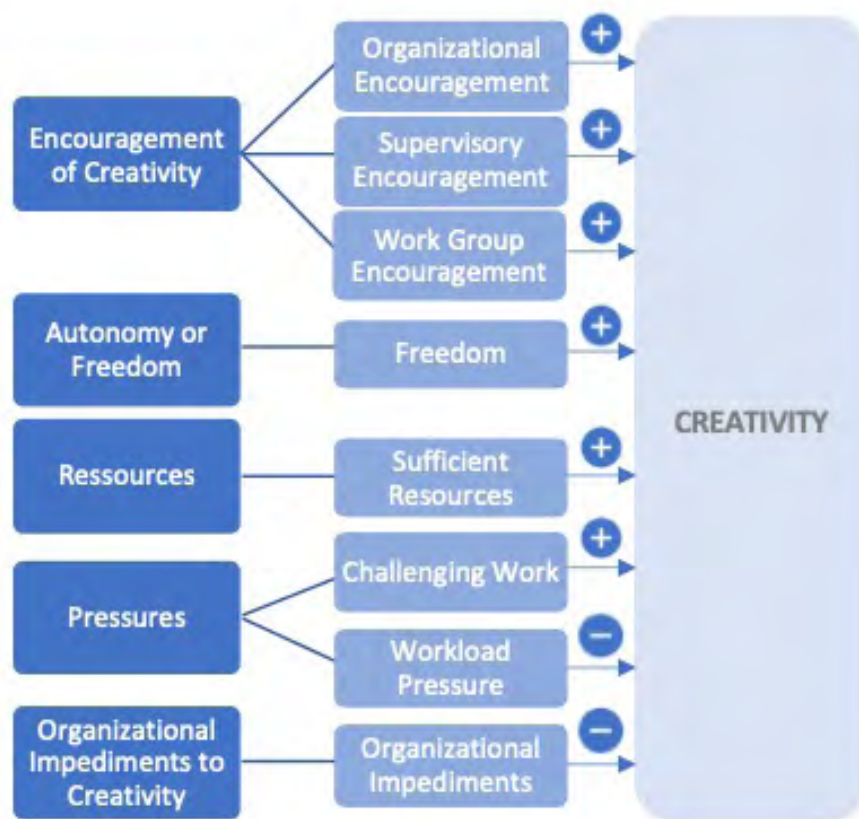 Encouragement
of Creativity
Organizational
Encouragement
+
Supervisory
Encouragement
+
Work Group
Encouragement
+
Autonomy or
Freedom
Freedom
+
Ressources
Sufficient
Resources
+
Pressures
Challenging Work
+
Workload
Pressure
−
Organizational
Impediments to
Creativity
Organizational
Impediments
−
CREATIVITY